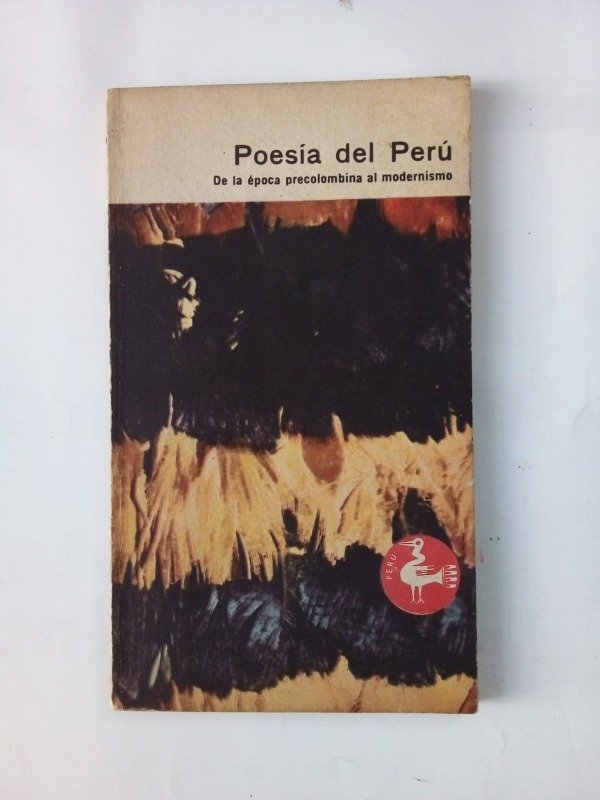 Poesía del Perú
De la época precolombina al modernismo
PERÚ